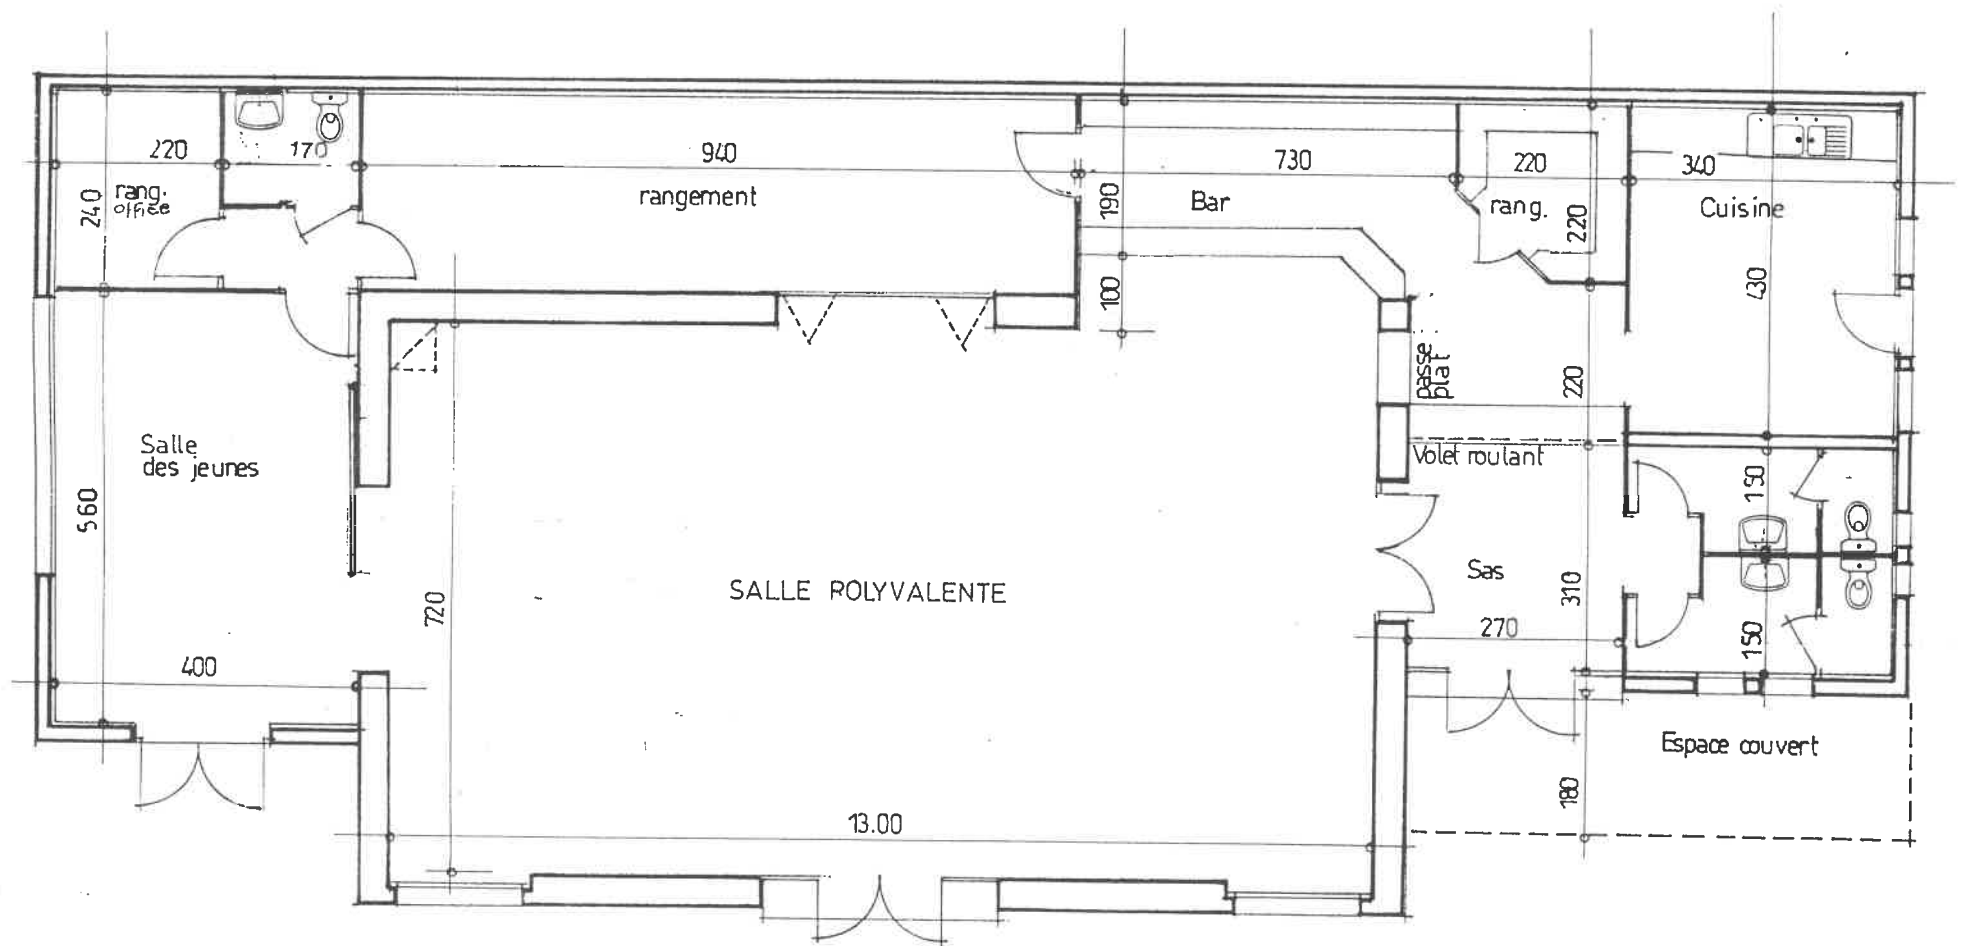 220
170
940
730
220
340
240
rang.
office
rangement
190
Bar
rang.
220
Cuisine
100
430
passe
plat
220
Salle
des jeunes
Volet roulant
560
150
720
SALLE POLYVALENTE
Sas
310
270
150
400
Espace couvert
180
13.00